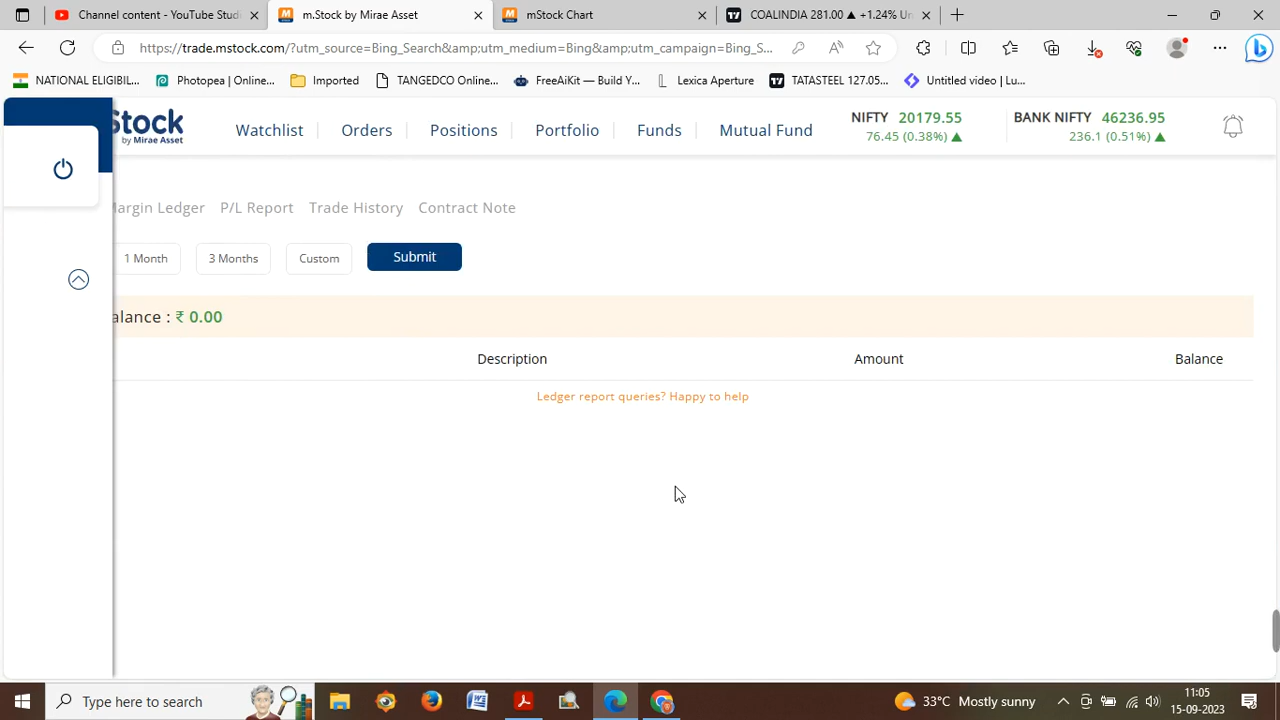 Channel content - YouTube Stud
m.Stock by Mirae Asset
mStock Chart
COALINDIA 281.00 ▲ +1.24% Un
https://trade.mstock.com/?utm_source=Bing_Search&amp;utm_medium=Bing&amp;utm_campaign=Bing_S...
NATIONAL ELIGIBIL...
Photopea | Online...
Imported
TANGEDCO Online...
FreeAiKit — Build Y...
Lexica Aperture
TATASTEEL 127.05...
Untitled video | Lu...
Stock
by Mirae Asset
Watchlist | Orders | Positions | Portfolio | Funds | Mutual Fund
NIFTY 20179.55
76.45 (0.38%) ▲
BANK NIFTY 46236.95
236.1 (0.51%) ▲
Margin Ledger P/L Report Trade History Contract Note
1 Month 3 Months Custom Submit
alance : ₹ 0.00
Description Amount Balance
Ledger report queries? Happy to help
Type here to search
33°C Mostly sunny
11:05
15-09-2023